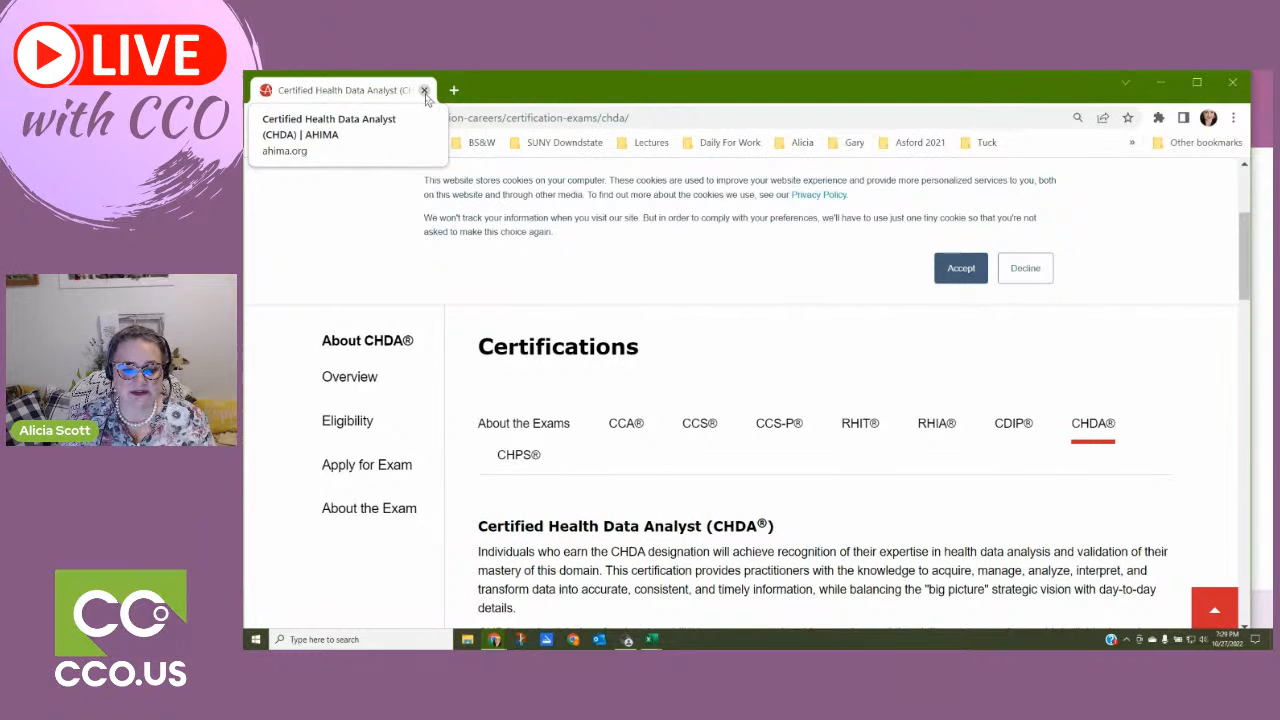 LIVE
with CCO
Certified Health Data Analyst (CH
Certified Health Data Analyst
(CHDA) | AHIMA
ahima.org
ion-careers/certification-exams/chda/
BS&W
SUNY Downstate
Lectures
Daily For Work
Alicia
Gary
Asford 2021
Tuck
»
Other bookmarks
This website stores cookies on your computer. These cookies are used to improve your website experience and provide more personalized services to you, both
on this website and through other media. To find out more about the cookies we use, see our Privacy Policy.
We won't track your information when you visit our site. But in order to comply with your preferences, we'll have to use just one tiny cookie so that you're not
asked to make this choice again.
Accept
Decline
About CHDA®
Overview
Eligibility
Apply for Exam
About the Exam
Certifications
About the Exams
CCA®
CCS®
CCS-P®
RHIT®
RHIA®
CDIP®
CHDA®
CHPS®
Certified Health Data Analyst (CHDA®)
Individuals who earn the CHDA designation will achieve recognition of their expertise in health data analysis and validation of their
mastery of this domain. This certification provides practitioners with the knowledge to acquire, manage, analyze, interpret, and
transform data into accurate, consistent, and timely information, while balancing the "big picture" strategic vision with day-to-day
details.
Alicia Scott
CCO
CCO.US
Type here to search
7:29 PM
10/27/2022